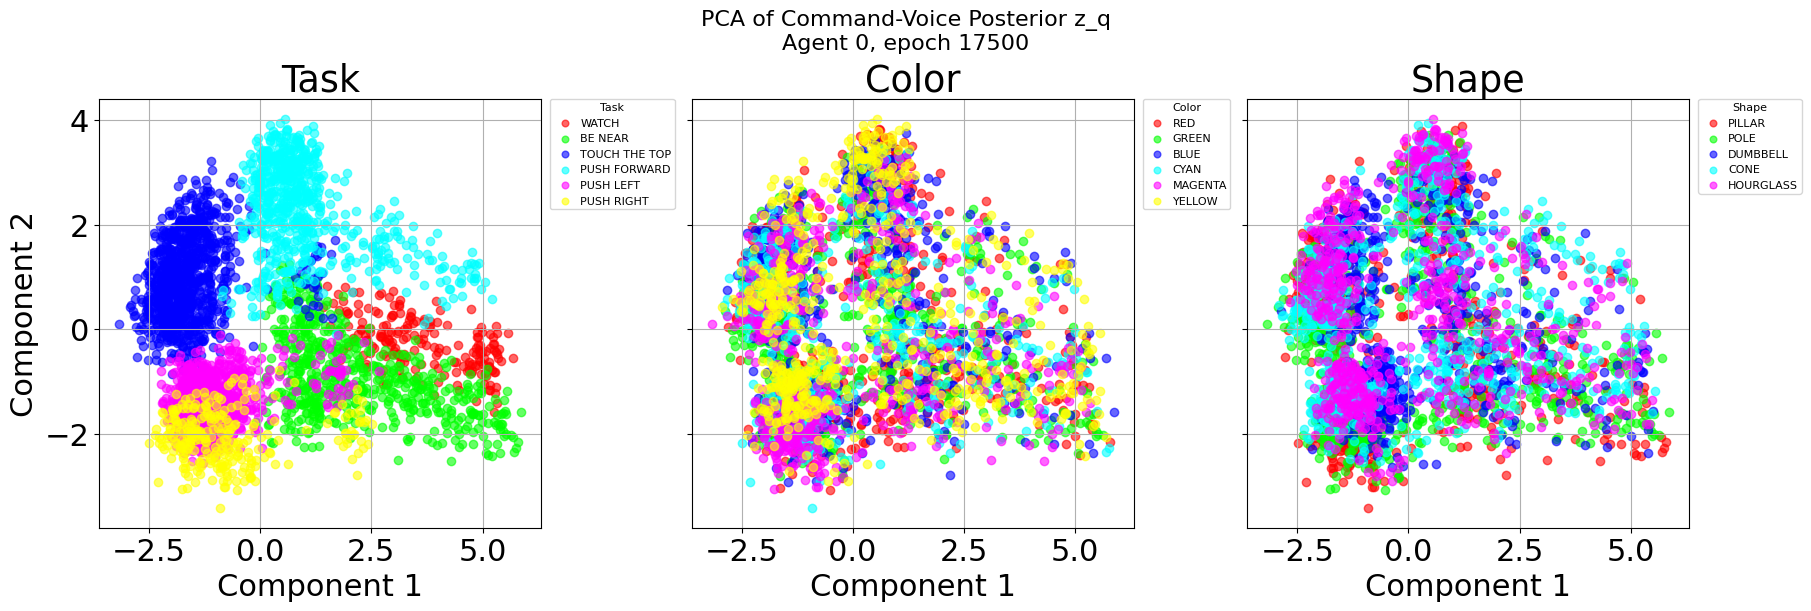 PCA of Command-Voice Posterior z_q
Agent 0, epoch 17500
Task
Component 2
4
2
0
−2
−2.5 0.0 2.5 5.0
Component 1
Task
WATCH
BE NEAR
TOUCH THE TOP
PUSH FORWARD
PUSH LEFT
PUSH RIGHT
Color
−2.5 0.0 2.5 5.0
Component 1
Color
RED
GREEN
BLUE
CYAN
MAGENTA
YELLOW
Shape
−2.5 0.0 2.5 5.0
Component 1
Shape
PILLAR
POLE
DUMBBELL
CONE
HOURGLASS